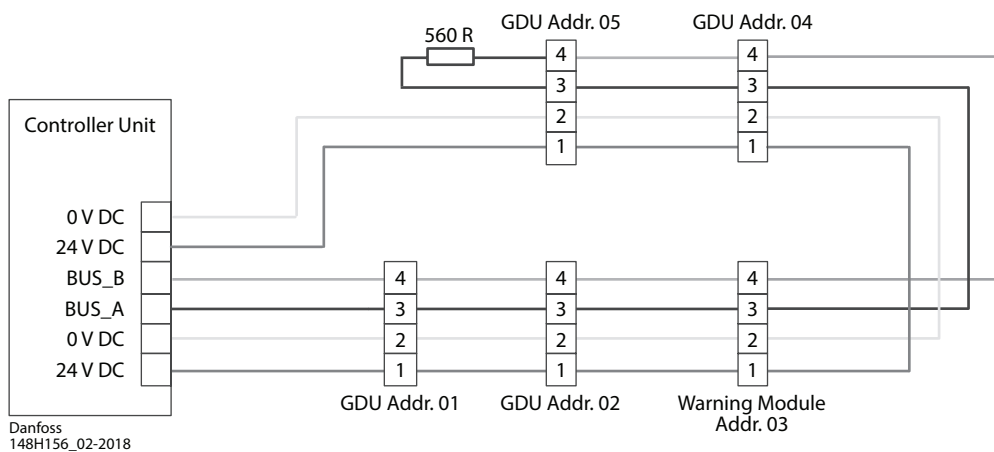 GDU Addr. 05
GDU Addr. 04
560 R
4
4
3
3
2
2
1
1
Controller Unit
0 V DC
24 V DC
BUS_B
4
4
4
BUS_A
3
3
3
0 V DC
2
2
2
24 V DC
1
1
1
GDU Addr. 01
GDU Addr. 02
Warning Module
Addr. 03
Danfoss
148H156_02-2018